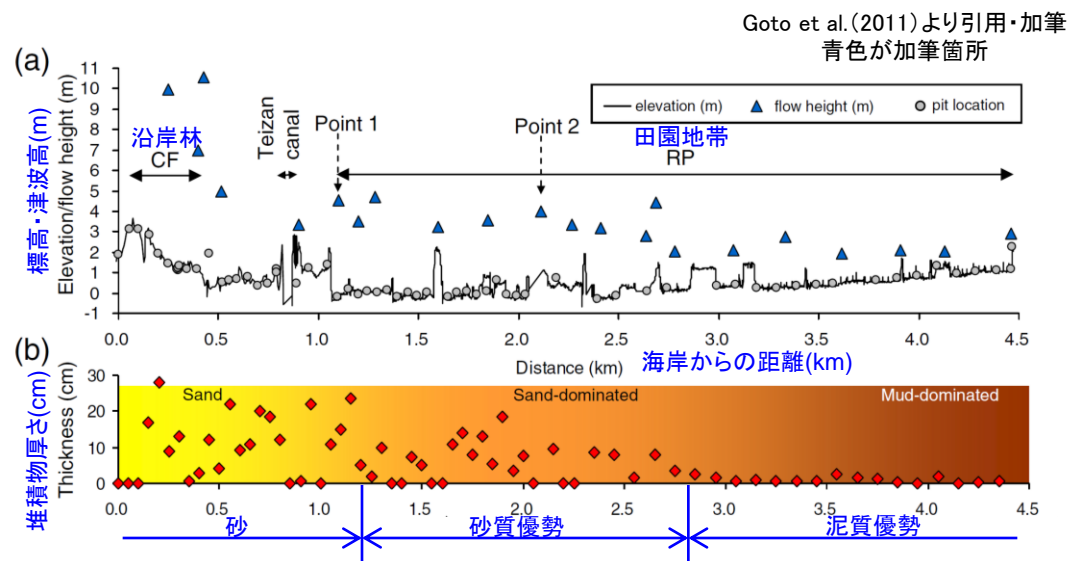 Goto et al.(2011)より引用・加筆
青色が加筆箇所
(a)
標高・津波高(m)
Elevation/flow height (m)
11
10
9
8
7
6
5
4
3
2
1
0
-1
沿岸林
CF
Teizan
canal
Point 1
Point 2
elevation (m)
flow height (m)
pit location
田園地帯
RP
0.0 0.5 1.0 1.5 2.0 2.5 3.0 3.5 4.0 4.5
Distance (km)
海岸からの距離(km)
(b)
堆積物厚さ(cm)
Thickness (cm)
30
20
10
0
Sand
Sand-dominated
Mud-dominated
0.0 0.5 1.0 1.5 2.0 2.5 3.0 3.5 4.0 4.5
砂
砂質優勢
泥質優勢